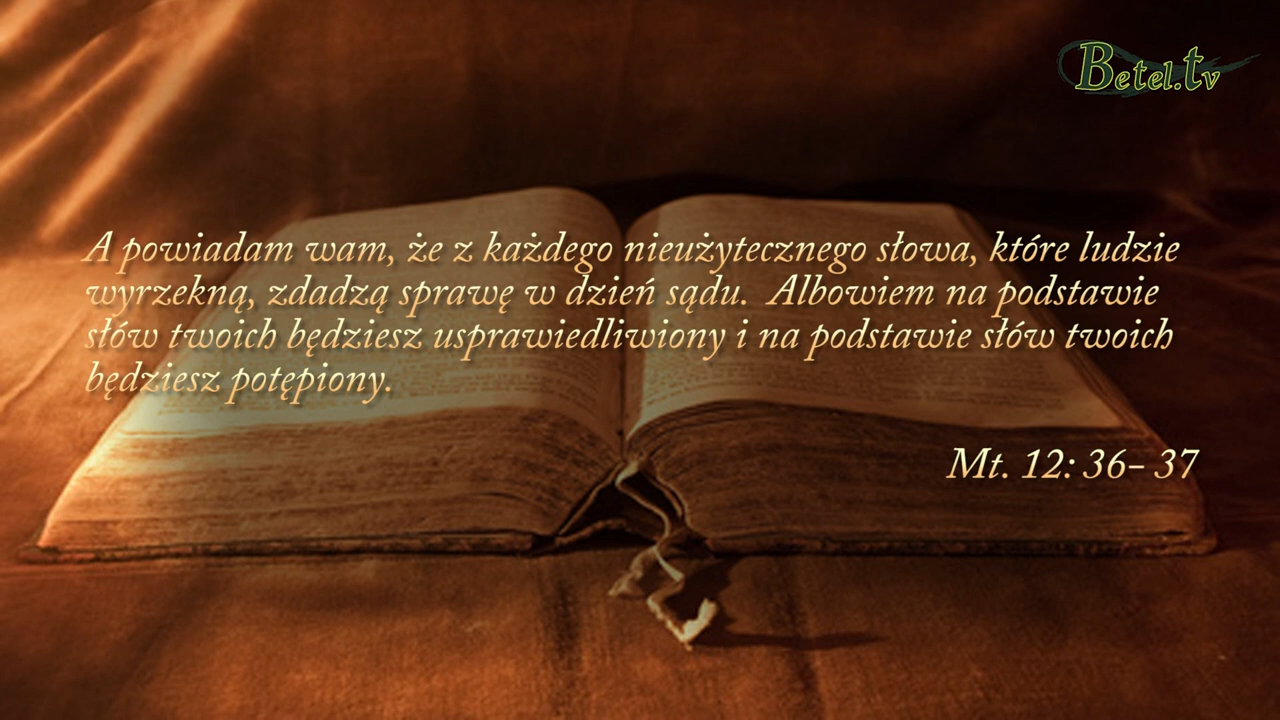 Betel.tv
A powiadam wam, że z każdego nieużytecznego słowa, które ludzie
wyrzekną, zdadzą sprawę w dzień sądu.  Albowiem na podstawie
słów twoich będziesz usprawiedliwiony i na podstawie słów twoich
będziesz potępiony.
Mt. 12: 36– 37